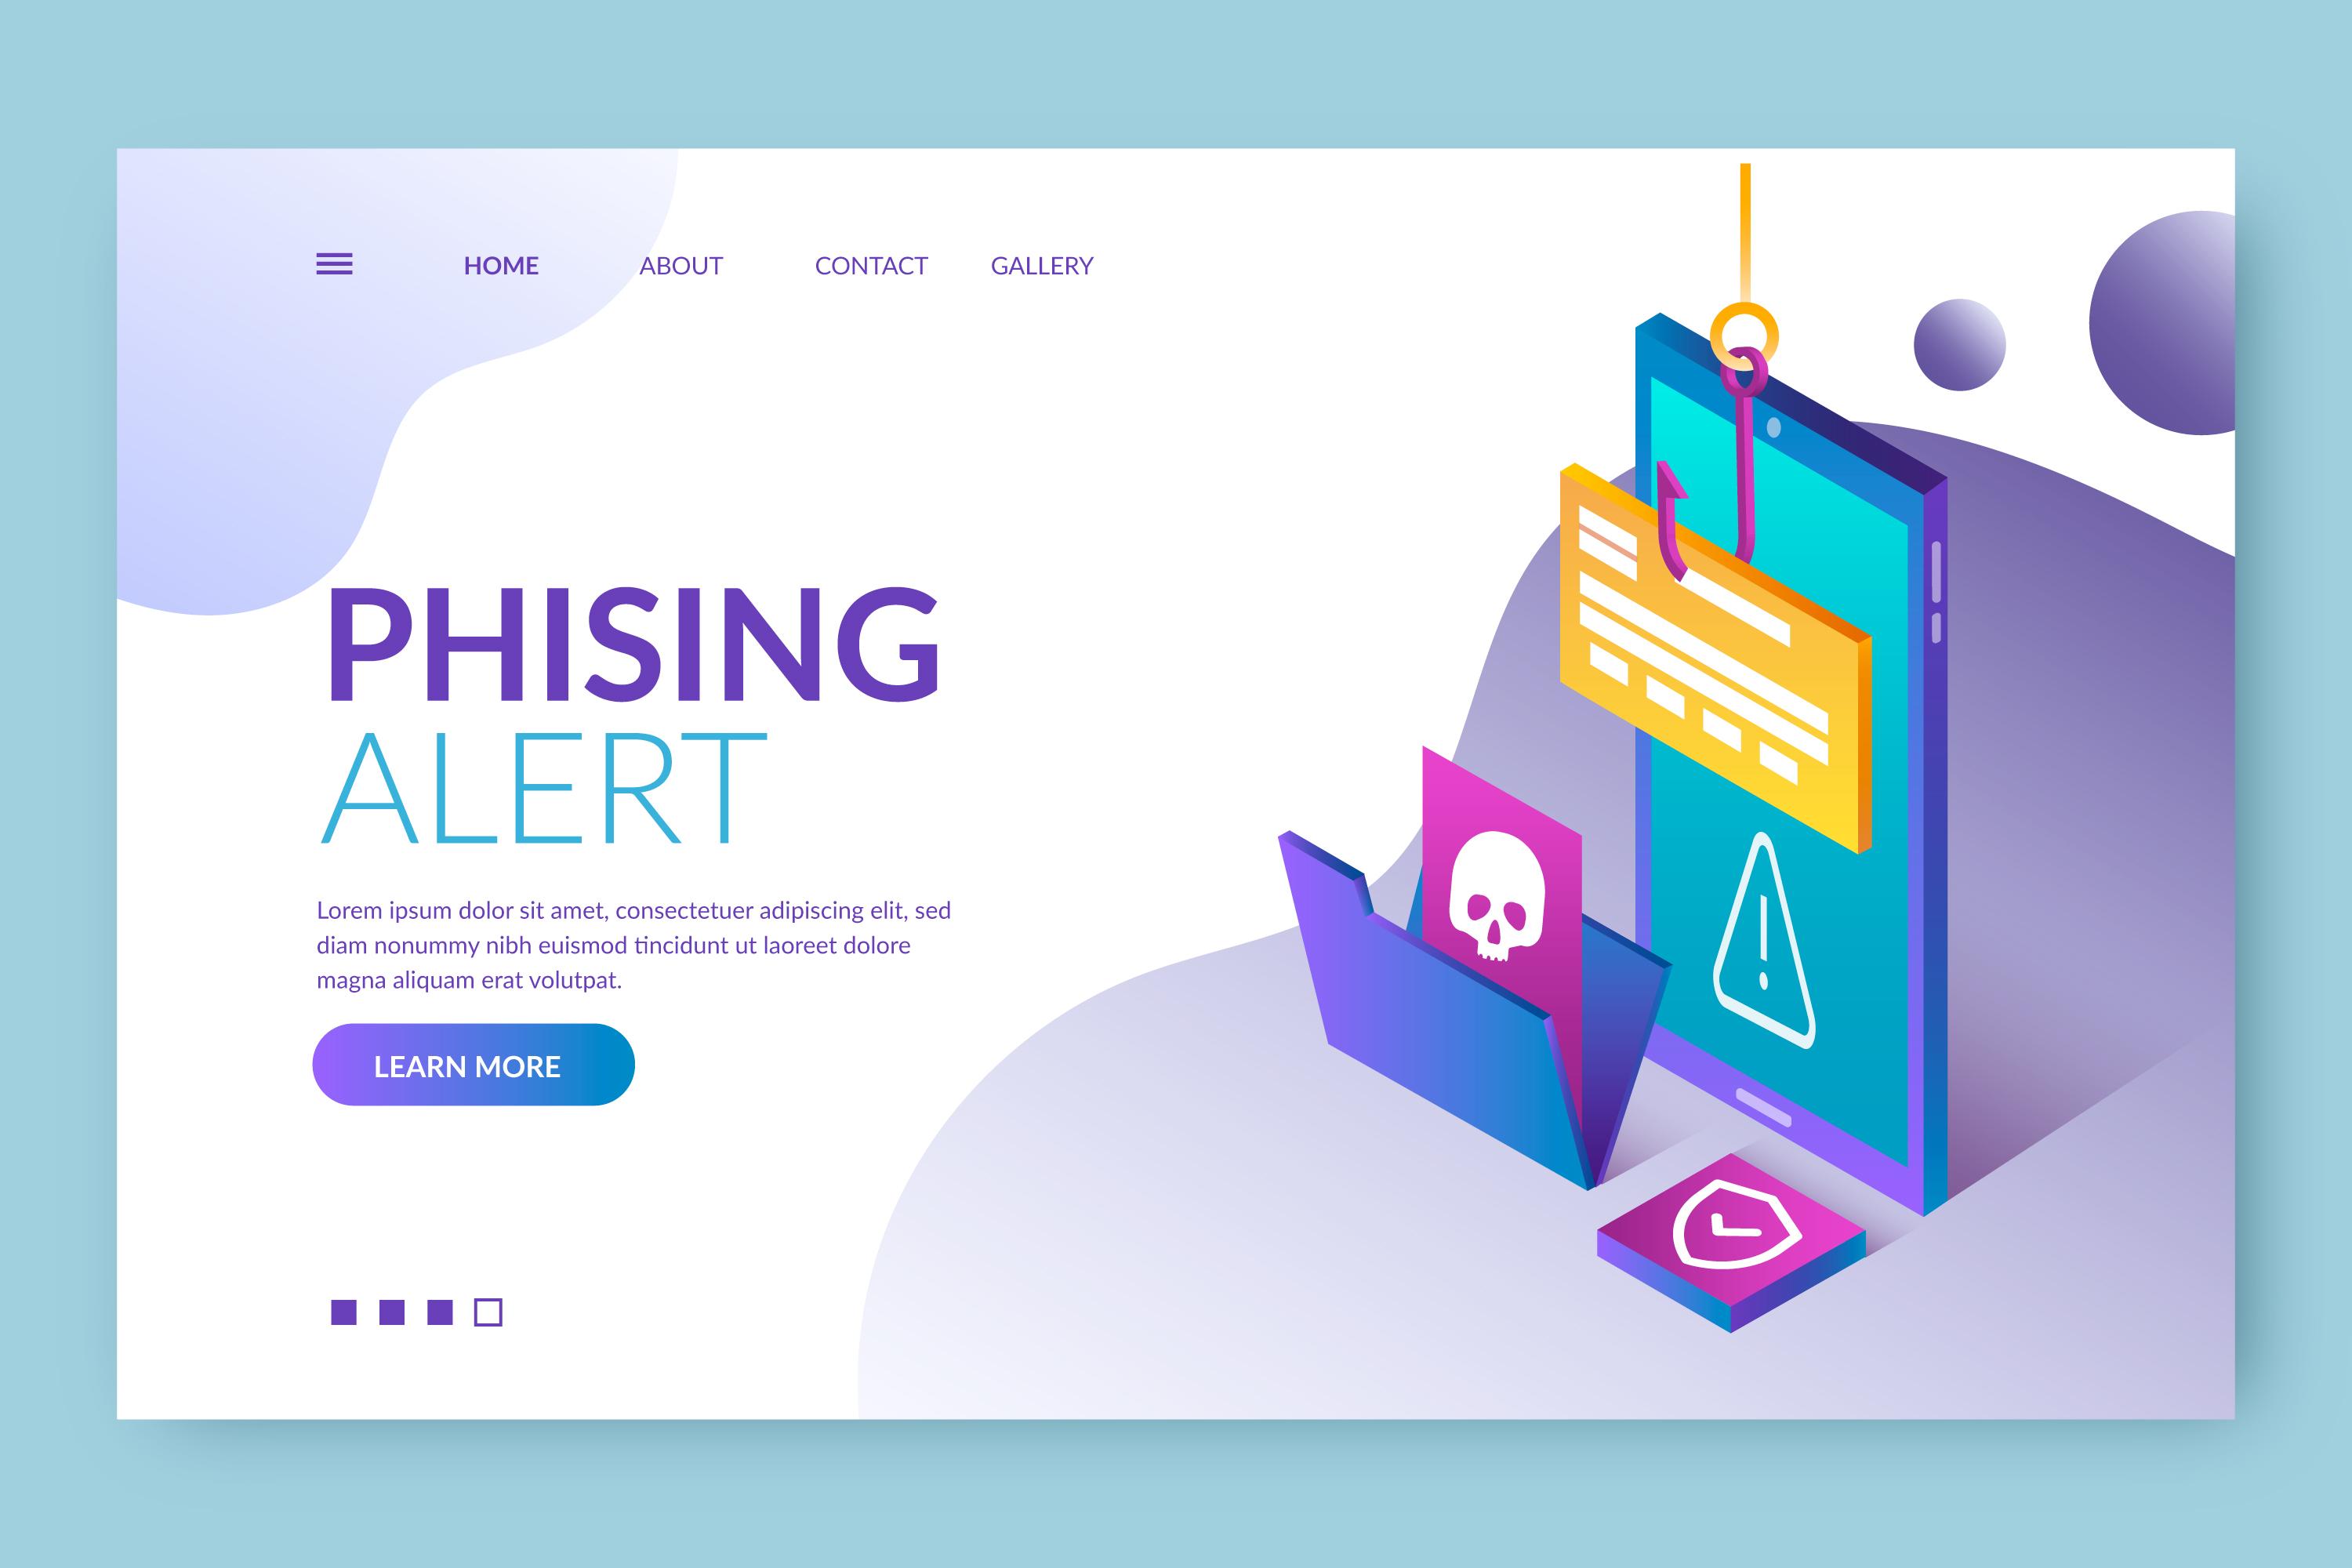 HOME ABOUT CONTACT GALLERY
PHISING
ALERT
Lorem ipsum dolor sit amet, consectetuer adipiscing elit, sed
diam nonummy nibh euismod tincidunt ut laoreet dolore
magna aliquam erat volutpat.
LEARN MORE